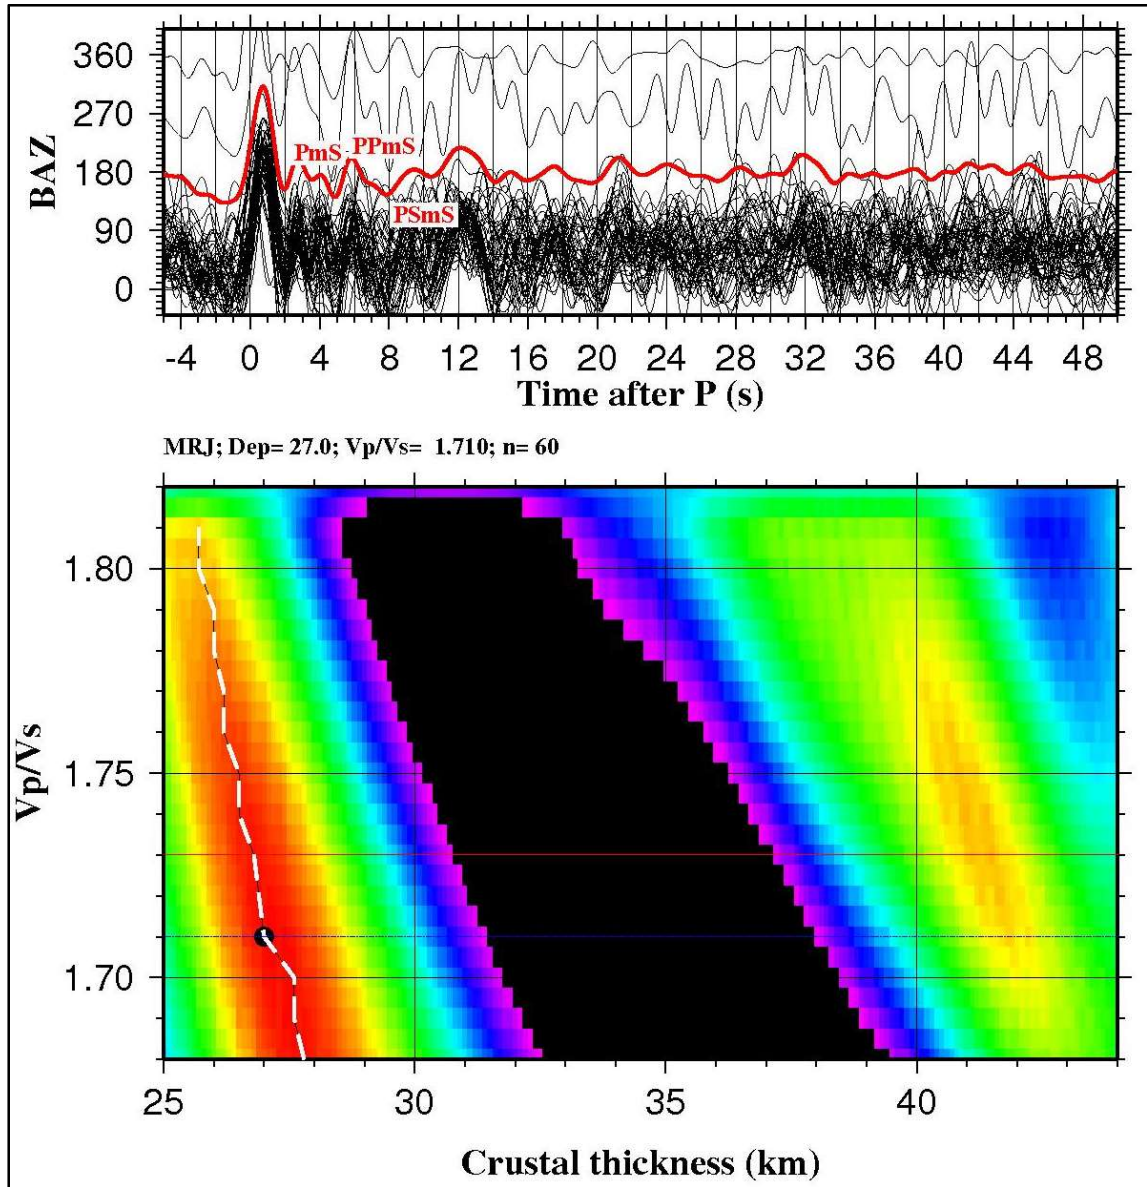 360
270
180
90
0
BAZ
PmS
PPmS
PSmS
-4 0 4 8 12 16 20 24 28 32 36 40 44 48
Time after P (s)
MRJ; Dep= 27.0; Vp/Vs= 1.710; n= 60
1.80
1.75
1.70
Vp/Vs
25 30 35 40
Crustal thickness (km)